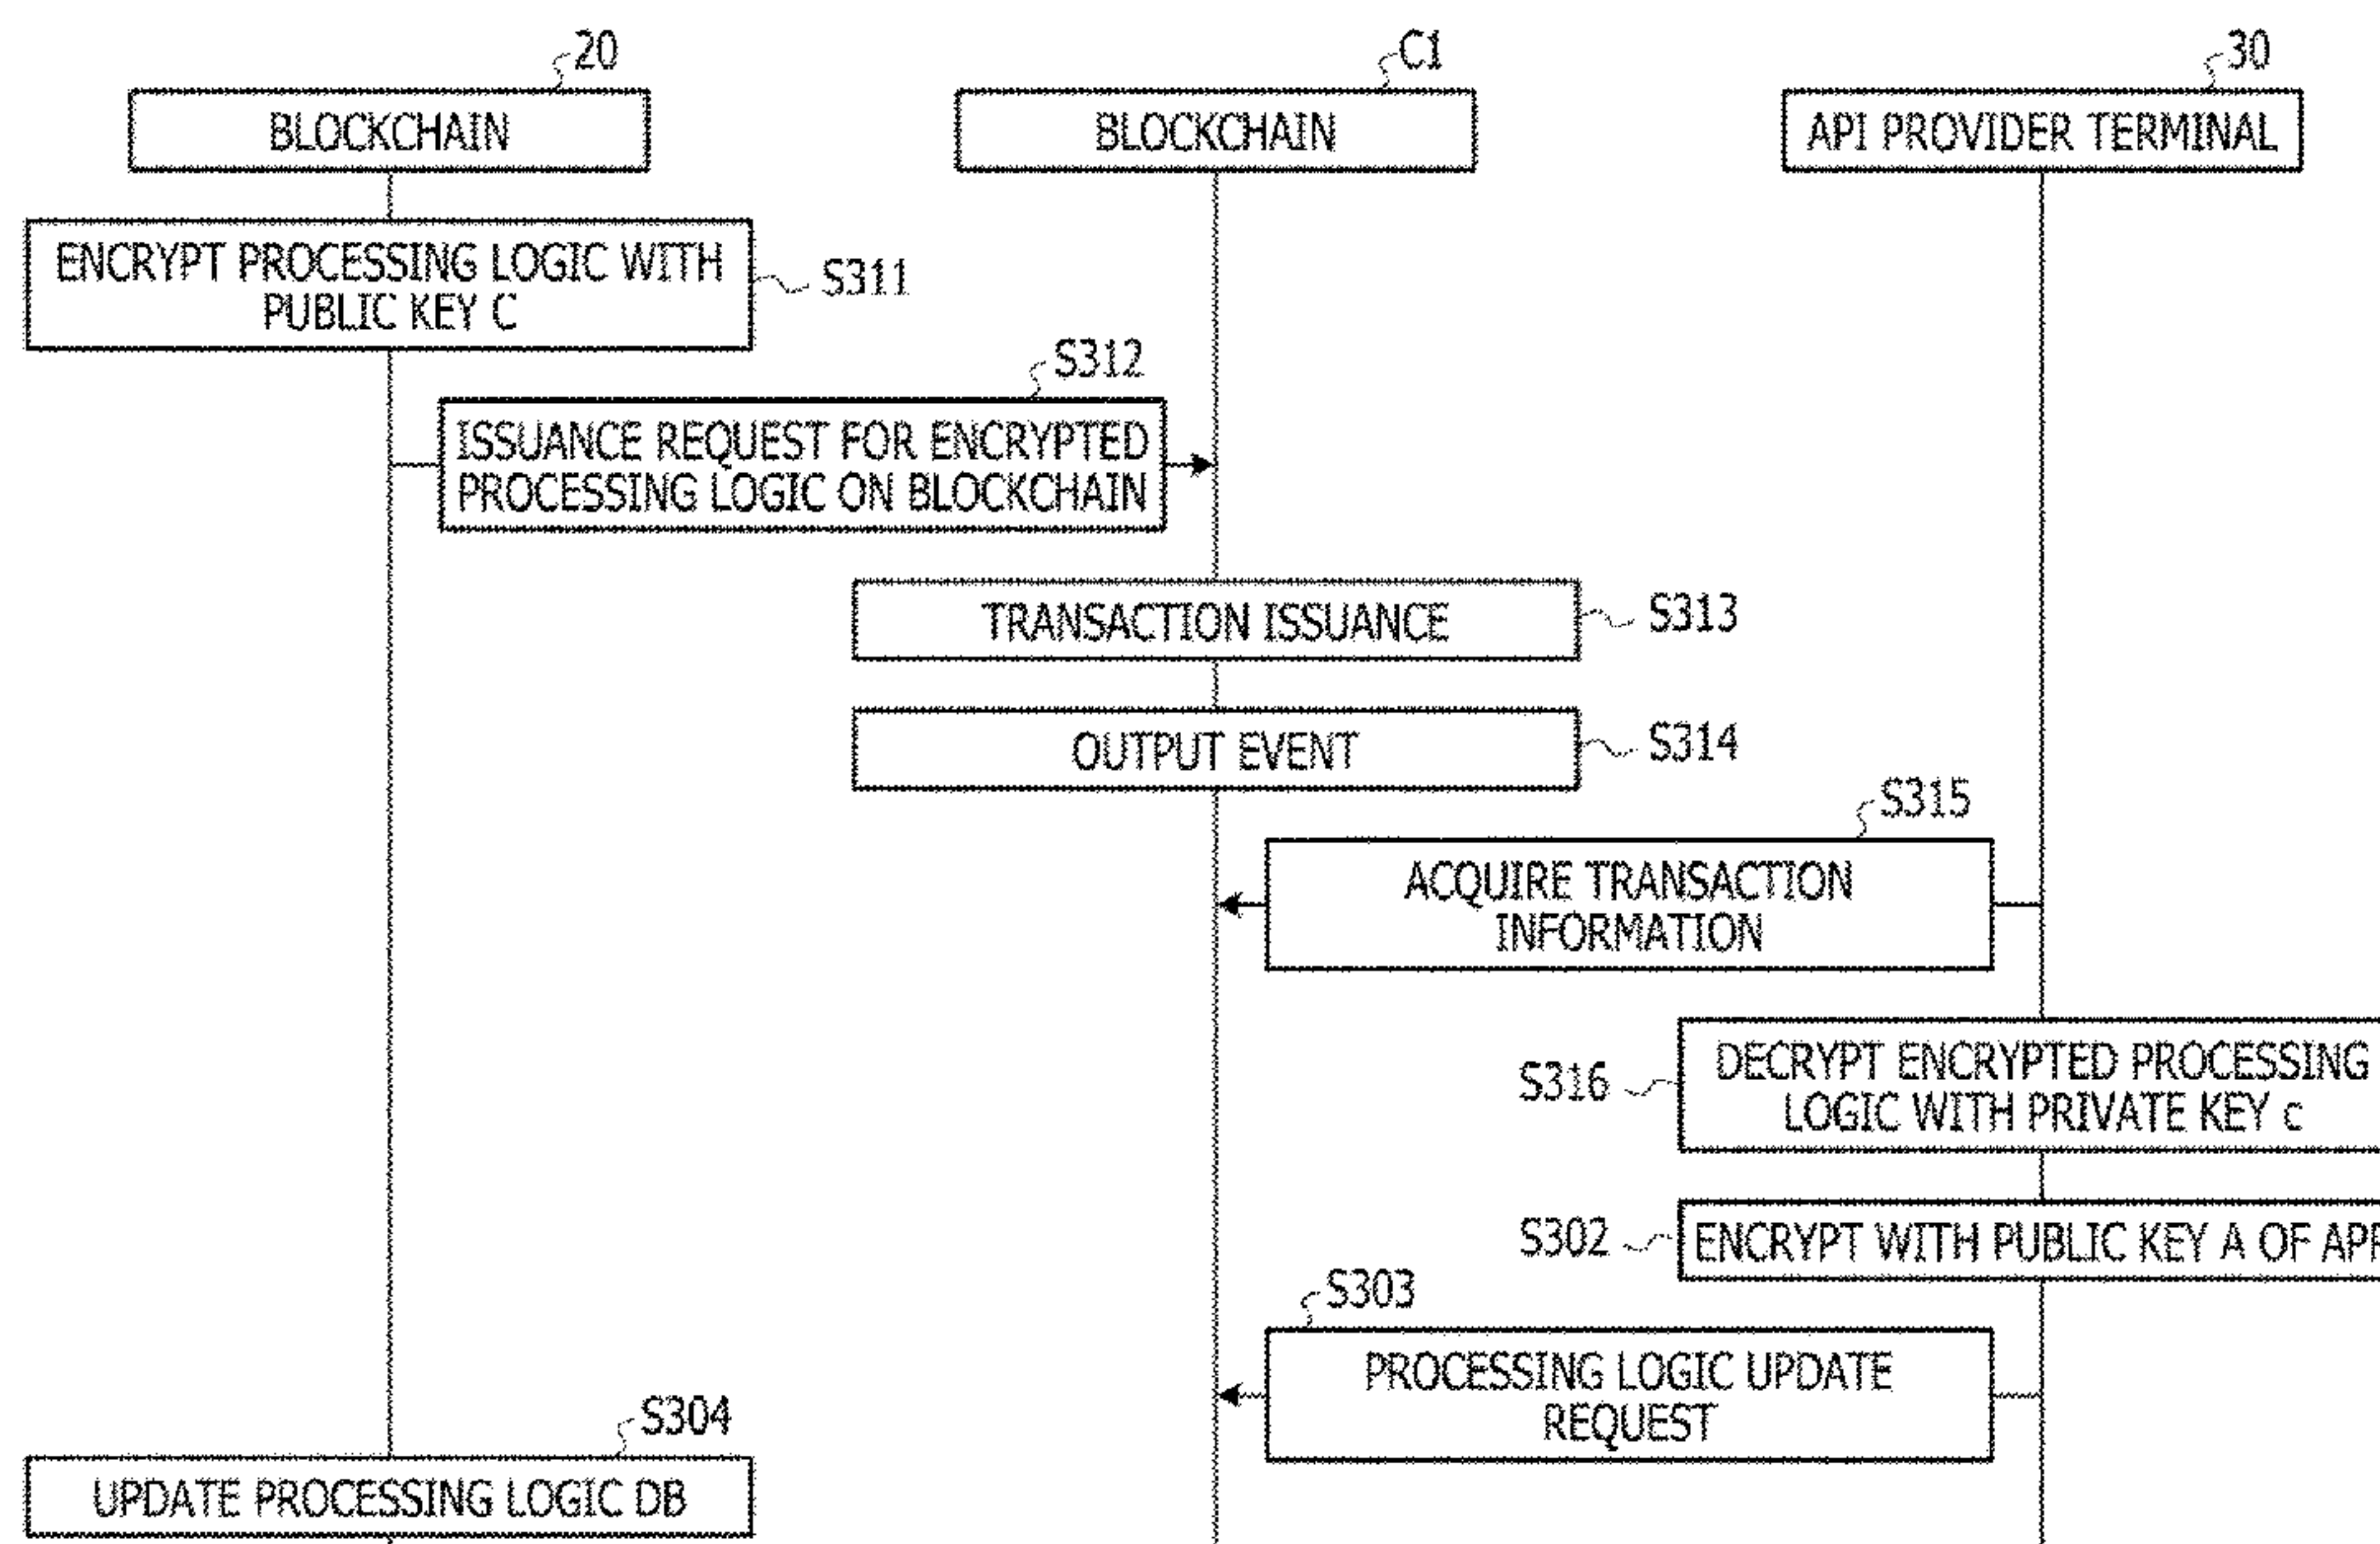 20
C1
30
BLOCKCHAIN
BLOCKCHAIN
API PROVIDER TERMINAL
ENCRYPT PROCESSING LOGIC WITH
PUBLIC KEY C
S311
S312
ISSUANCE REQUEST FOR ENCRYPTED
PROCESSING LOGIC ON BLOCKCHAIN
TRANSACTION ISSUANCE
S313
OUTPUT EVENT
S314
S315
ACQUIRE TRANSACTION
INFORMATION
S316
DECRYPT ENCRYPTED PROCESSING
LOGIC WITH PRIVATE KEY c
S302
ENCRYPT WITH PUBLIC KEY A OF
S303
PROCESSING LOGIC UPDATE
REQUEST
S304
UPDATE PROCESSING LOGIC DB